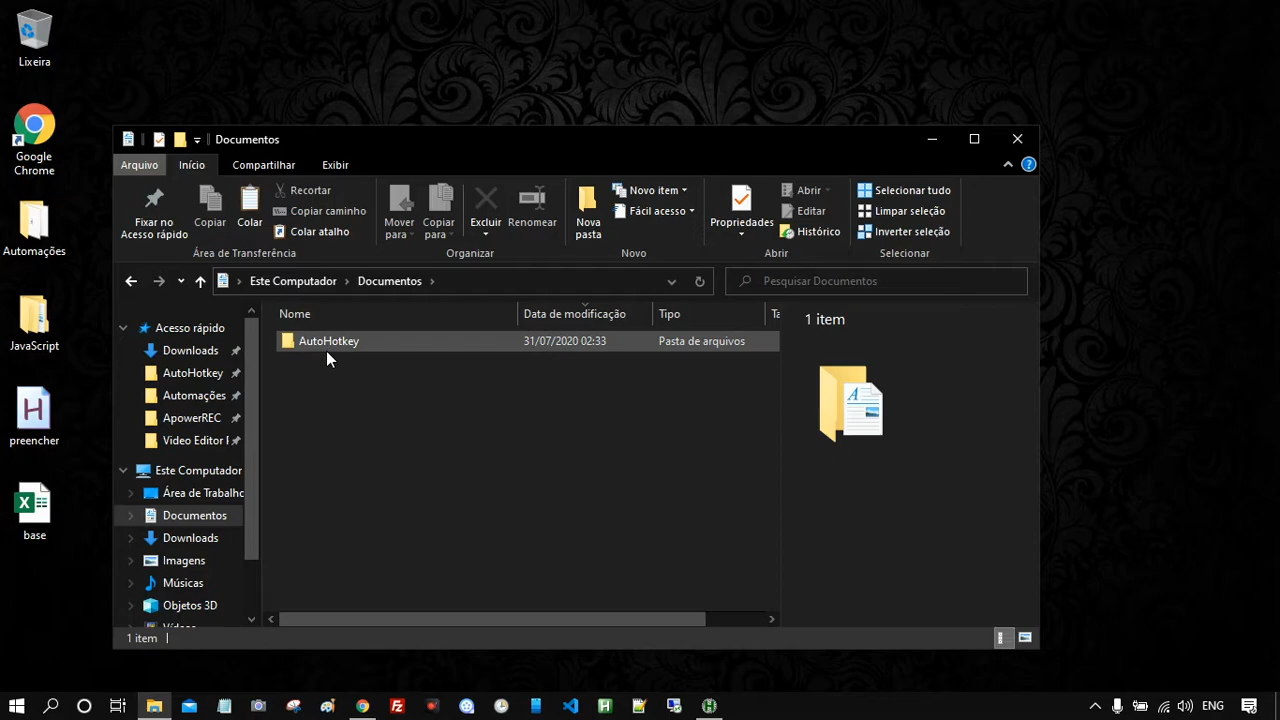 Lixeira
Google
Chrome
Automações
JavaScript
preencher
base
Documentos
Arquivo Início Compartilhar Exibir
Fixar no
Acesso rápido
Copiar
Colar
Recortar
Copiar caminho
Colar atalho
Área de Transferência
Mover
para
Copiar
para
Excluir
Renomear
Organizar
Nova
pasta
Novo item
Fácil acesso
Novo
Propriedades
Abrir
Editar
Histórico
Abrir
Selecionar tudo
Limpar seleção
Inverter seleção
Selecionar
Este Computador Documentos
Pesquisar Documentos
Acesso rápido
Downloads
AutoHotkey
Automações
ApowerREC
Video Editor
Este Computador
Área de Trabalho
Documentos
Downloads
Imagens
Músicas
Objetos 3D
Vídeos
Nome Data de modificação Tipo Ta
AutoHotkey 31/07/2020 02:33 Pasta de arquivos
1 item
1 item
ENG